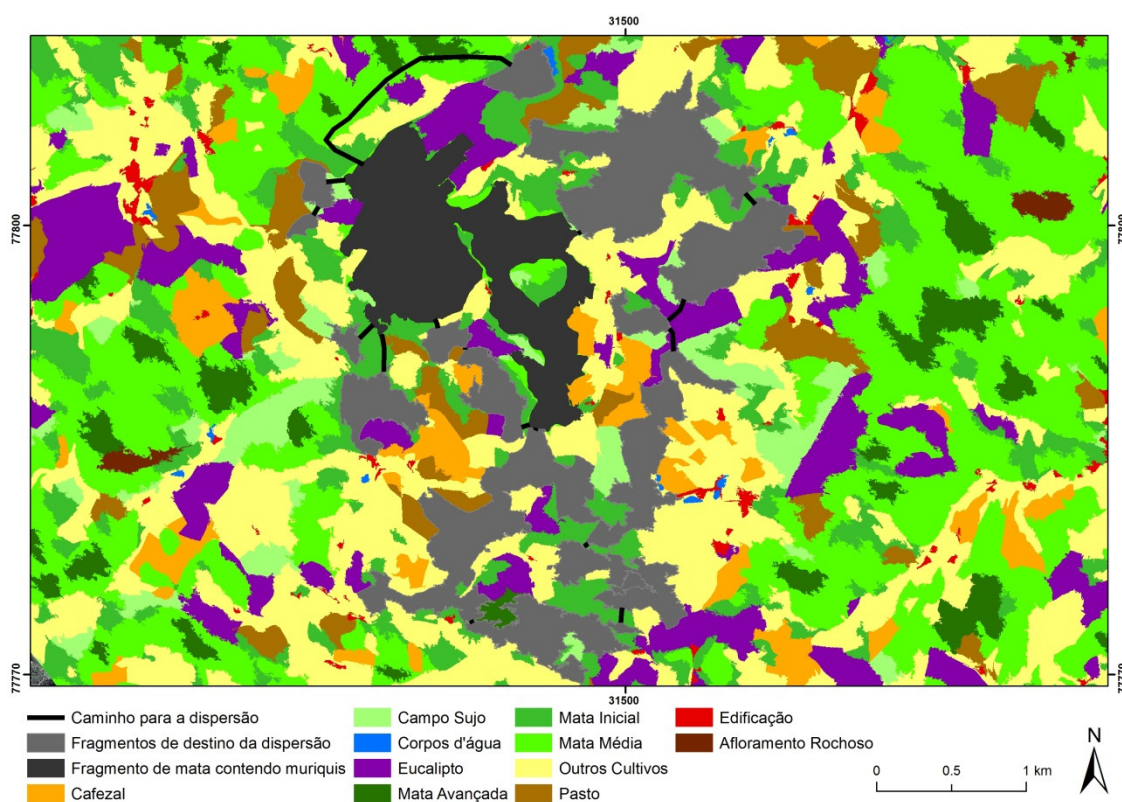 31500
77800
77800
77770
77770
31500
Caminho para a dispersão
Fragmentos de destino da dispersão
Fragmento de mata contendo muriquis
Cafezal
Campo Sujo
Corpos d'água
Eucalipto
Mata Avançada
Mata Inicial
Mata Média
Outros Cultivos
Pasto
Edificação
Afloramento Rochoso
0 0.5 1 km
N